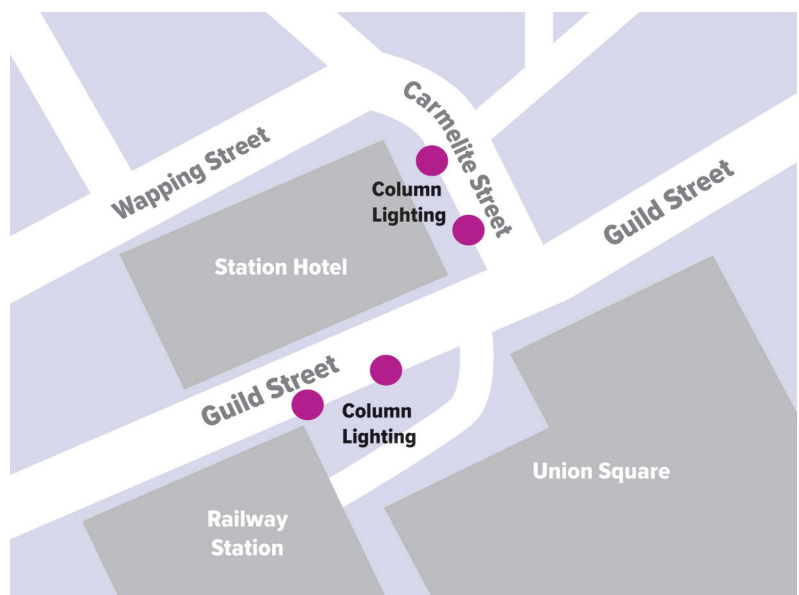 Carmelite Street
Wapping Street
Column
Lighting
Guild Street
Station Hotel
Guild Street
Column
Lighting
Union Square
Railway
Station